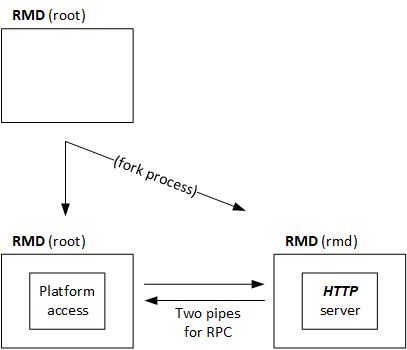 RMD (root)
(fork process)
RMD (root)
RMD (rmd)
Platform
access
HTTP
server
Two pipes
for RPC